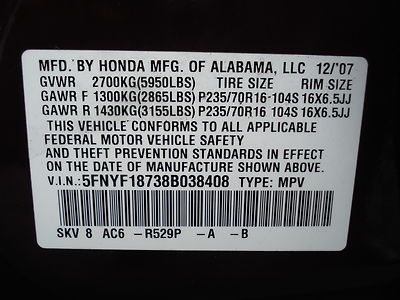 MFD. BY HONDA MFG. OF ALABAMA, LLC 12/'07
GVWR 2700KG(5950LBS) TIRE SIZE RIM SIZE
GAWR F 1300KG(2865LBS) P235/70R16-104S 16X6.5JJ
GAWR R 1430KG(3155LBS) P235/70R16-104S 16X6.5JJ
THIS VEHICLE CONFORMS TO ALL APPLICABLE
FEDERAL MOTOR VEHICLE SAFETY STANDARDS IN EFFECT
ON THE DATE OF MANUFACTURE SHOWN ABOVE.
V.I.N.: 5FNYF18738B038408 TYPE: MPV
SKV 8 AC6 -R529P -A -B